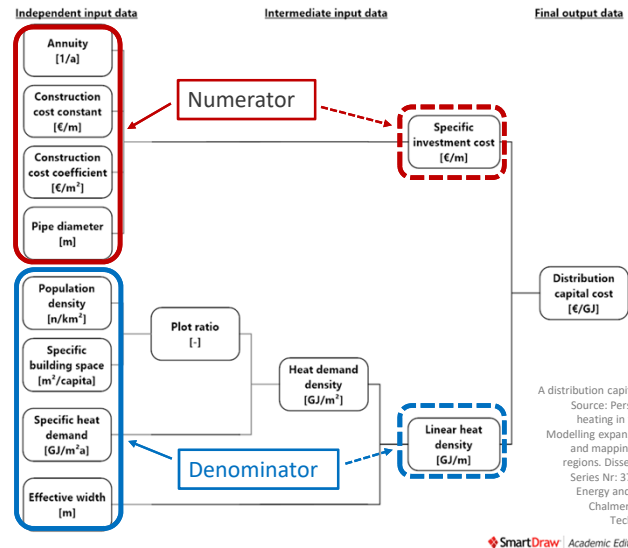 Independent input data
Intermediate input data
Final output data
Annuity
[1/a]
Construction
cost constant
[€/m]
Construction
cost coefficient
[€/m²]
Pipe diameter
[m]
Numerator
Specific
investment cost
[€/m]
Population
density
[n/km²]
Specific
building space
[m²/capita]
Specific heat
demand
[GJ/m²a]
Effective width
[m]
Plot ratio
[-]
Heat demand
density
[GJ/m²]
Denominator
Linear heat
density
[GJ/m]
Distribution
capital cost
[€/GJ]
A distribution capi
Source: Pers
heating in
Modelling expan
and mappin
regions. Disse
Series Nr: 37
Energy and
Chalmer
Tech
SmartDraw Academic Edi